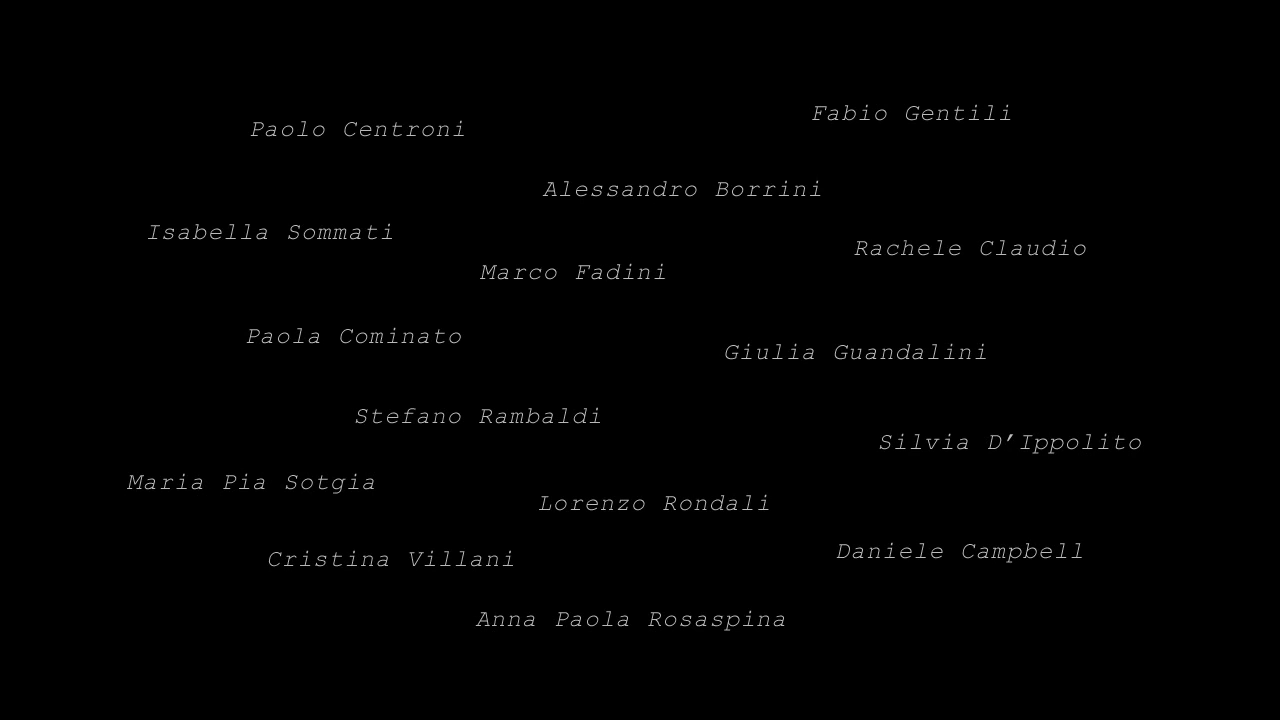 Fabio Gentili
Paolo Centroni
Alessandro Borrini
Isabella Sommati
Rachele Claudio
Marco Fadini
Paola Cominato
Giulia Guandalini
Stefano Rambaldi
Silvia D’Ippolito
Maria Pia Sotgia
Lorenzo Rondali
Daniele Campbell
Cristina Villani
Anna Paola Rosaspina